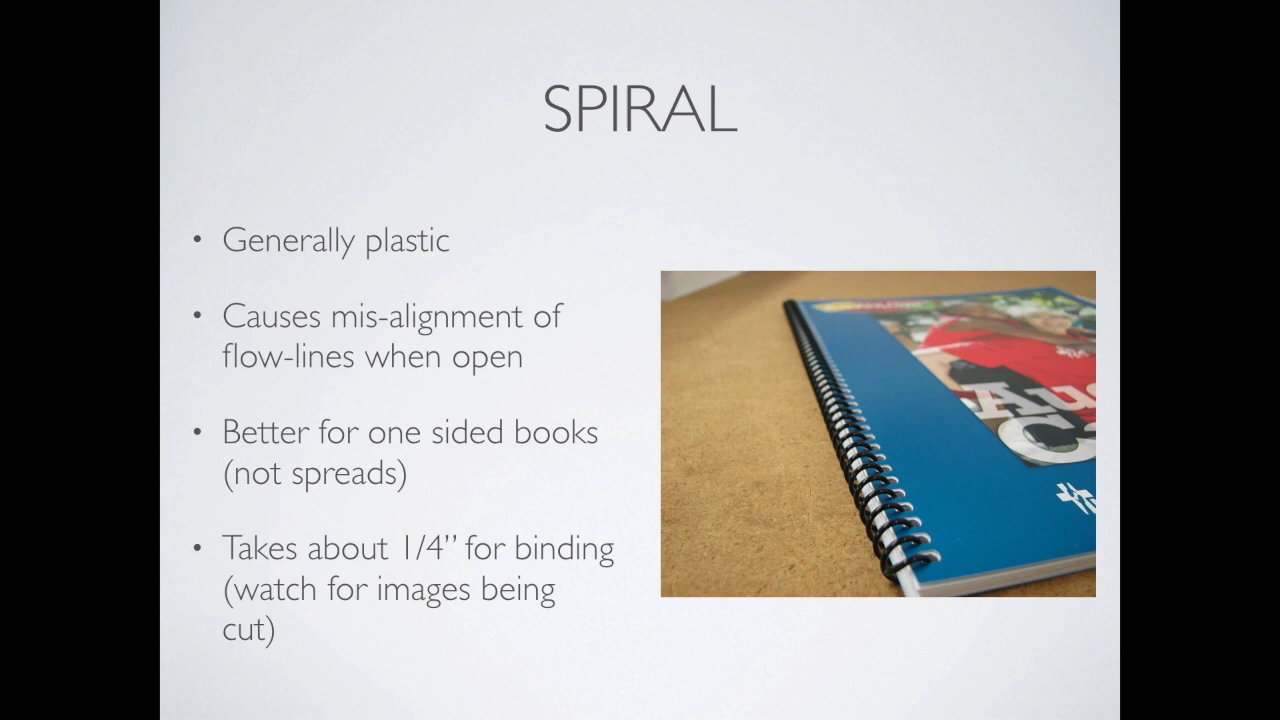 SPIRAL
• Generally plastic
• Causes mis-alignment of
flow-lines when open
• Better for one sided books
(not spreads)
• Takes about 1/4” for binding
(watch for images being
cut)